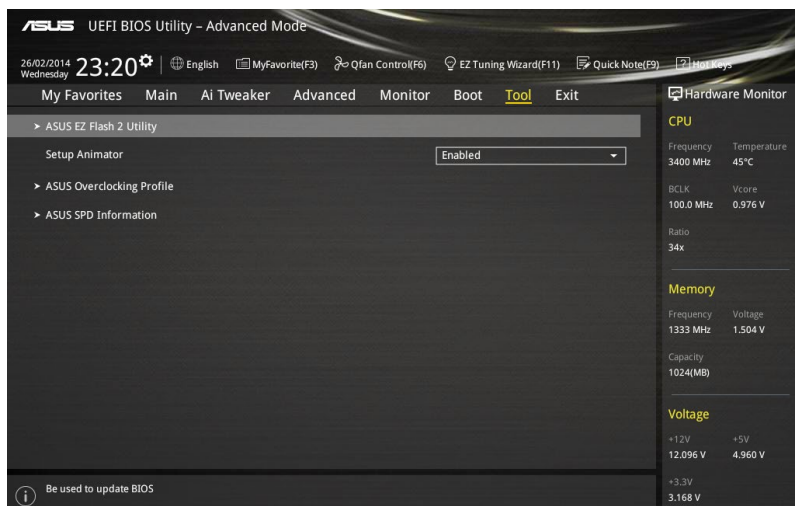 ASUS UEFI BIOS Utility – Advanced Mode
26/02/2014
Wednesday
23:20
English
MyFavorite(F3)
Qfan Control(F6)
EZ Tuning Wizard(F11)
Quick Note(F9)
? Hot Keys
My Favorites Main Ai Tweaker Advanced Monitor Boot Tool Exit
> ASUS EZ Flash 2 Utility
Setup Animator Enabled
> ASUS Overclocking Profile
> ASUS SPD Information
Be used to update BIOS
Hardware Monitor
CPU
Frequency Temperature
3400 MHz 45°C
BCLK Vcore
100.0 MHz 0.976 V
Ratio
34x
Memory
Frequency Voltage
1333 MHz 1.504 V
Capacity
1024(MB)
Voltage
+12V +5V
12.096 V 4.960 V
+3.3V
3.168 V